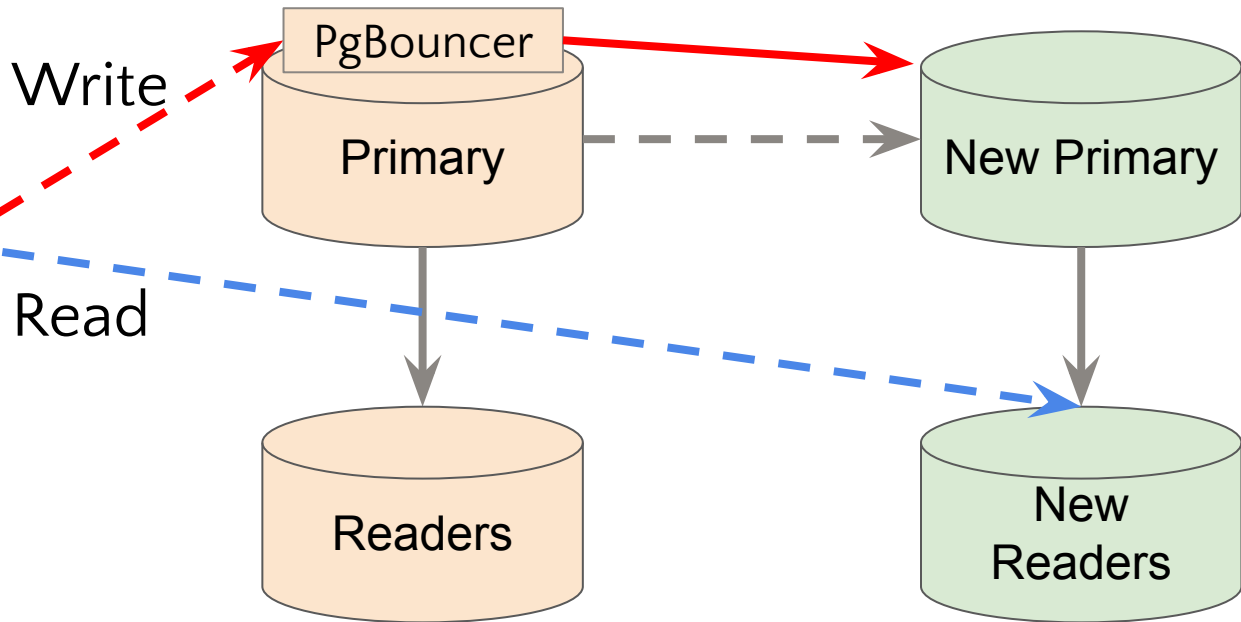 PgBouncer
Write
Primary
New Primary
Read
Readers
New
Readers